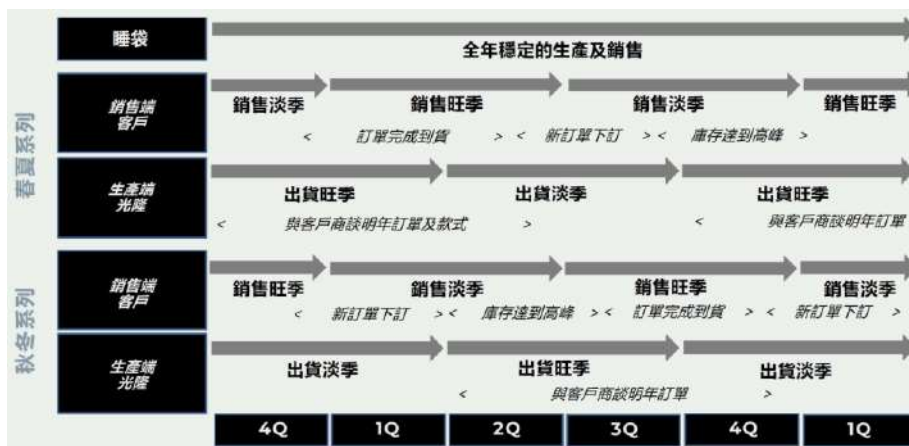 睡袋
全年穩定的生產及銷售
春夏系列
銷售端
客戶
銷售淡季 銷售旺季 銷售淡季 銷售旺季
< 訂單完成到貨 > < 新訂單下訂 > < 庫存達到高峰 >
生產端
光隆
出貨旺季 出貨淡季 出貨旺季
< 與客戶商談明年訂單及款式 > < 與客戶商談明年訂單
秋冬系列
銷售端
客戶
銷售旺季 銷售淡季 銷售旺季 銷售淡季
< 新訂單下訂 > < 庫存達到高峰 > < 訂單完成到貨 > < 新訂單下訂 >
生產端
光隆
出貨淡季 出貨旺季 出貨淡季
< 與客戶商談明年訂單 >
4Q 1Q 2Q 3Q 4Q 1Q